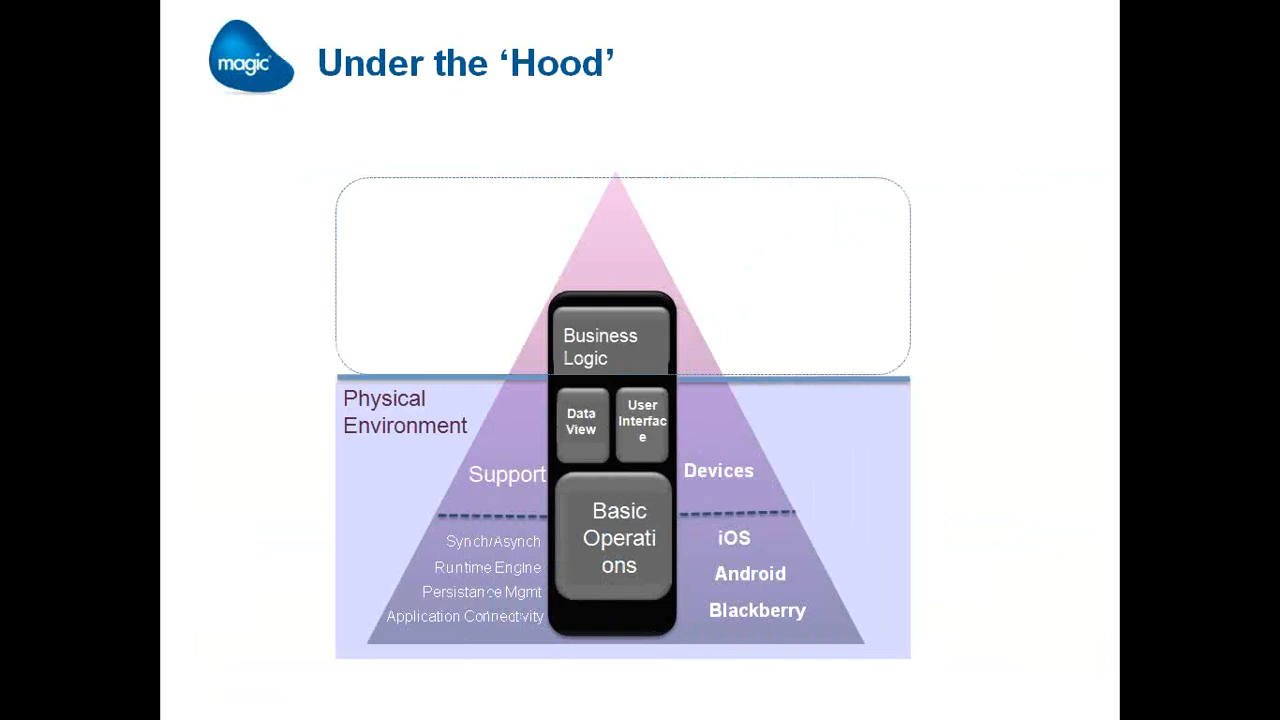 magic
Under the ‘Hood’
Business
Logic
Physical
Environment
Data
View
User
Interfac
e
Support
Devices
Basic
Operati
ons
Synch/Asynch
Runtime Engine
Persistance Mgmt
Application Connectivity
iOS
Android
Blackberry